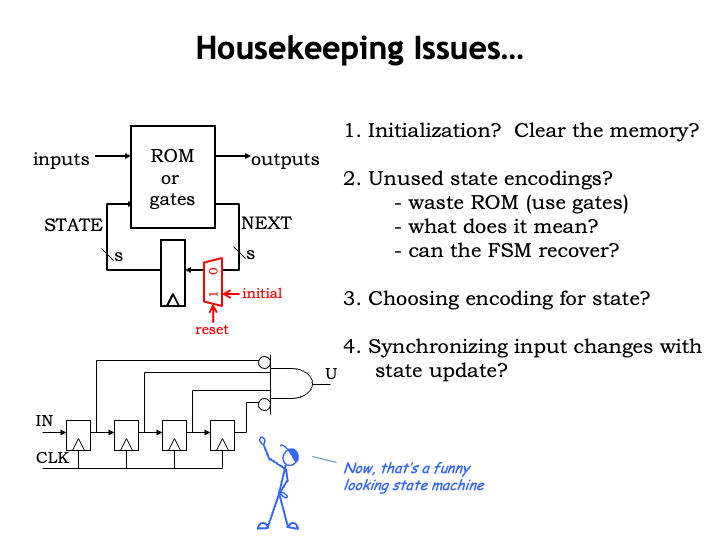 Housekeeping Issues…
inputs
ROM
or
gates
outputs
STATE
NEXT
s
s
0
1
initial
reset
1. Initialization? Clear the memory?
2. Unused state encodings?
- waste ROM (use gates)
- what does it mean?
- can the FSM recover?
3. Choosing encoding for state?
4. Synchronizing input changes with
state update?
U
IN
CLK
Now, that's a funny
looking state machine